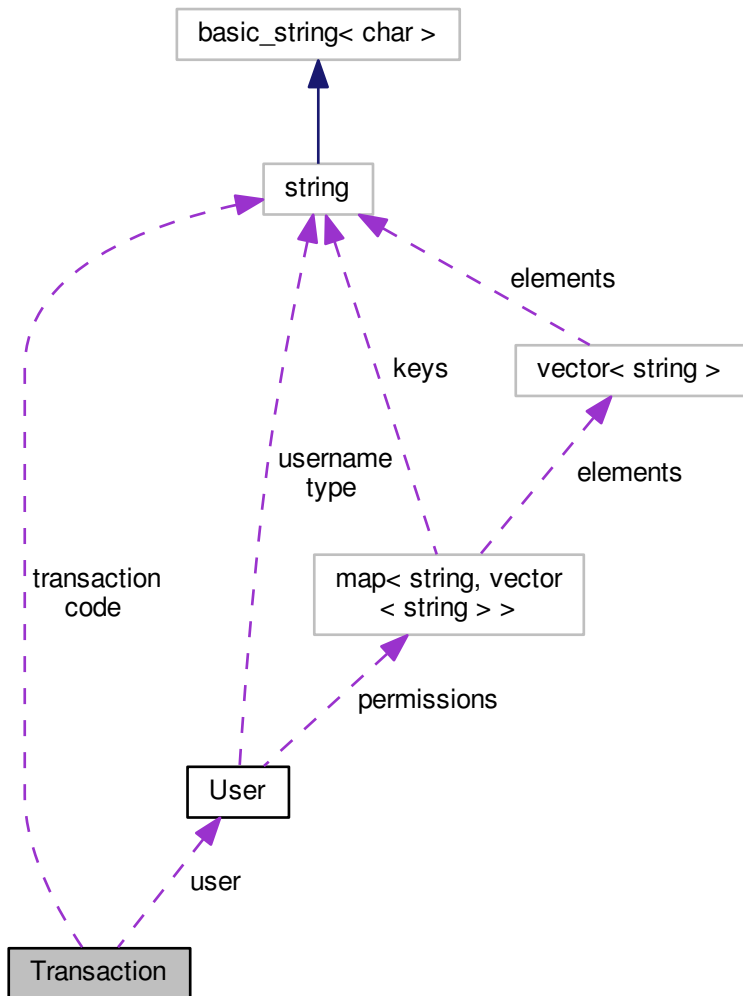 basic_string< char >
string
elements
vector< string >
keys
username
type
elements
map< string, vector
< string > >
transaction
code
permissions
User
user
Transaction